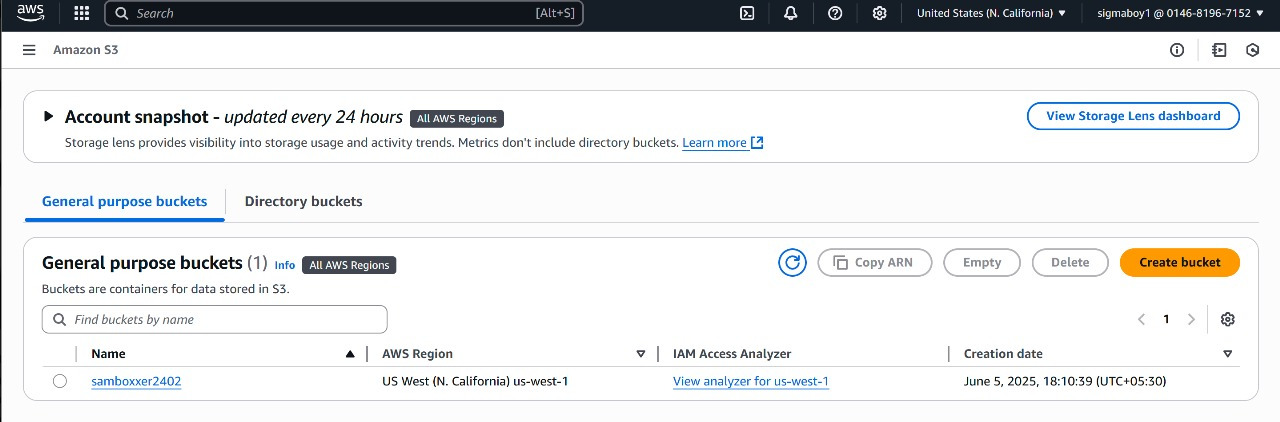 aws Search [Alt+S] United States (N. California) sigmaboy1 @ 0146-8196-7152
Amazon S3
Account snapshot - updated every 24 hours All AWS Regions View Storage Lens dashboard
Storage lens provides visibility into storage usage and activity trends. Metrics don't include directory buckets. Learn more
General purpose buckets Directory buckets
General purpose buckets (1) Info All AWS Regions Copy ARN Empty Delete Create bucket
Buckets are containers for data stored in S3.
Find buckets by name 1
Name AWS Region IAM Access Analyzer Creation date
samboxxer2402 US West (N. California) us-west-1 View analyzer for us-west-1 June 5, 2025, 18:10:39 (UTC+05:30)